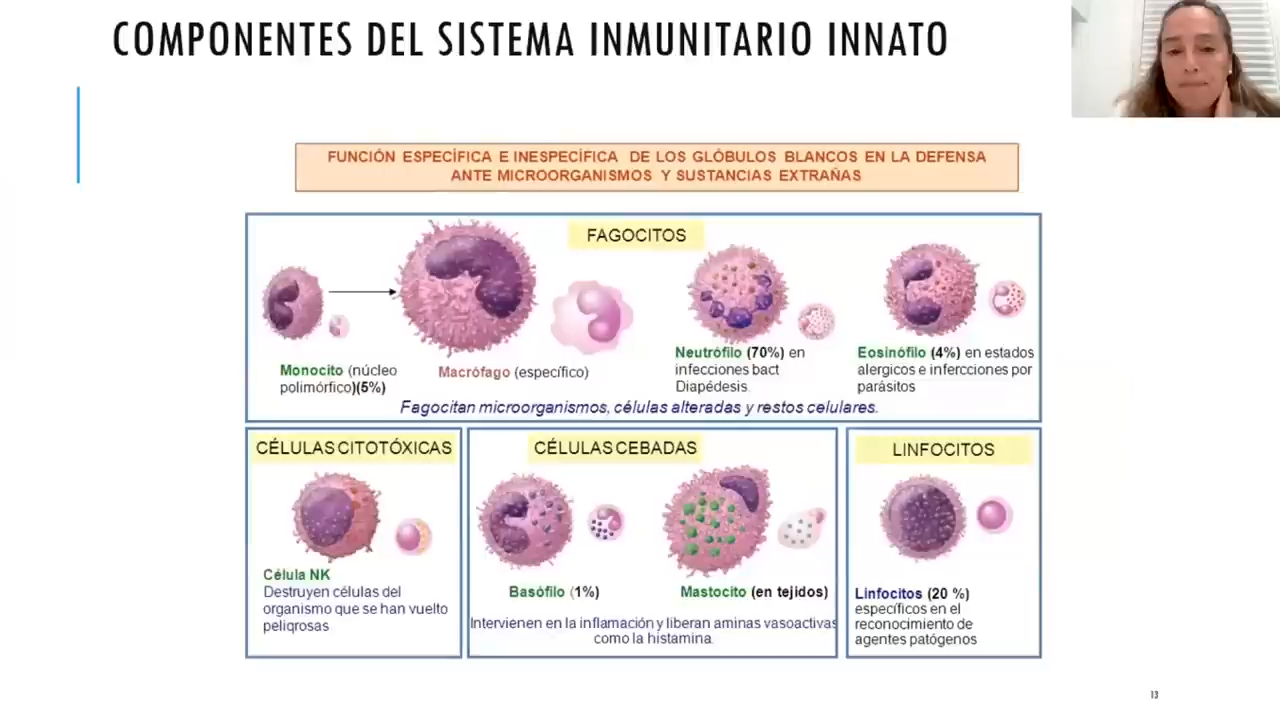 COMPONENTES DEL SISTEMA INMUNITARIO INNATO
FUNCIÓN ESPECÍFICA E INESPECÍFICA DE LOS GLÓBULOS BLANCOS EN LA DEFENSA
ANTE MICROORGANISMOS Y SUSTANCIAS EXTRAÑAS
FAGOCITOS
Monocito (núcleo
polimórfico)(5%)
Macrófago (específico)
Neutrófilo (70%) en
infecciones bact
Diapédesis.
Eosinófilo (4%) en estados
alergicos e infercciones por
parásitos
Fagocitan microorganismos, células alteradas y restos celulares.
CÉLULAS CITOTÓXICAS
Célula NK
Destruyen células del
organismo que se han vuelto
peligrosas
CÉLULAS CEBADAS
Basófilo (1%)
Mastocito (en tejidos)
Intervienen en la inflamación y liberan aminas vasoactivas
como la histamina.
LINFOCITOS
Linfocitos (20 %)
específicos en el
reconocimiento de
agentes patógenos
13